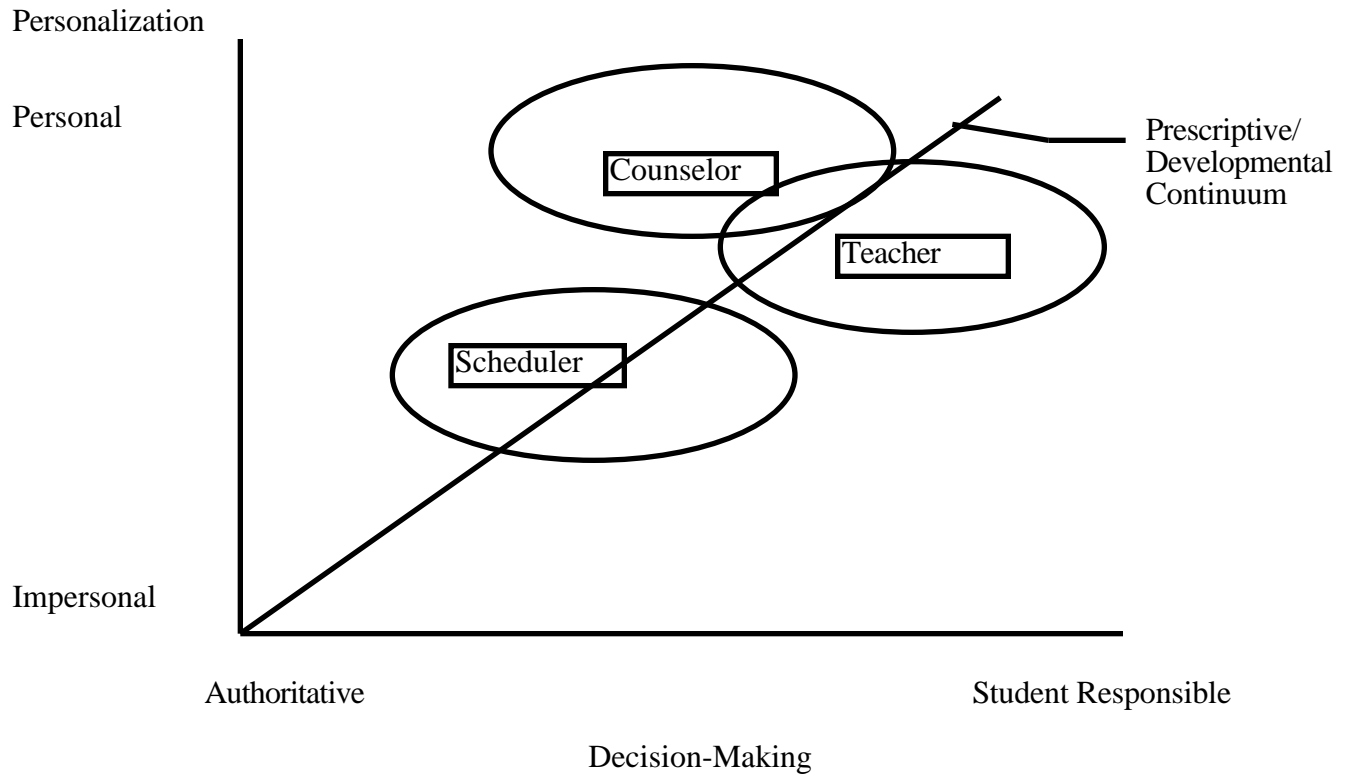 Personalization
Personal
Counselor
Prescriptive/
Developmental
Continuum
Teacher
Scheduler
Impersonal
Authoritative
Student Responsible
Decision-Making